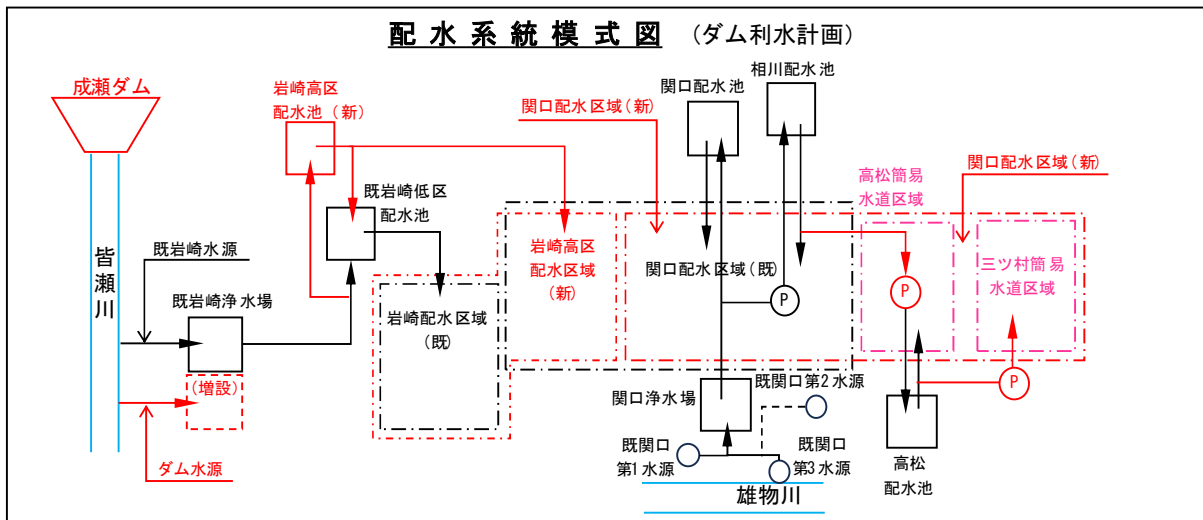 配水系統模式図 (ダム利水計画)
成瀬ダム
岩崎高区
配水池(新)
関口配水区域(新)
関口配水池
相川配水池
既岩崎低区
配水池
高松簡易
水道区域
関口配水区域(新)
皆瀬川
既岩崎水源
既岩崎浄水場
(増設)
ダム水源
岩崎配水区域
(既)
岩崎高区
配水区域
(新)
関口配水区域(既)
P
P
三ツ村簡易
水道区域
P
関口浄水場
既関口第2水源
既関口
第1水源
既関口
第3水源
雄物川
高松
配水池